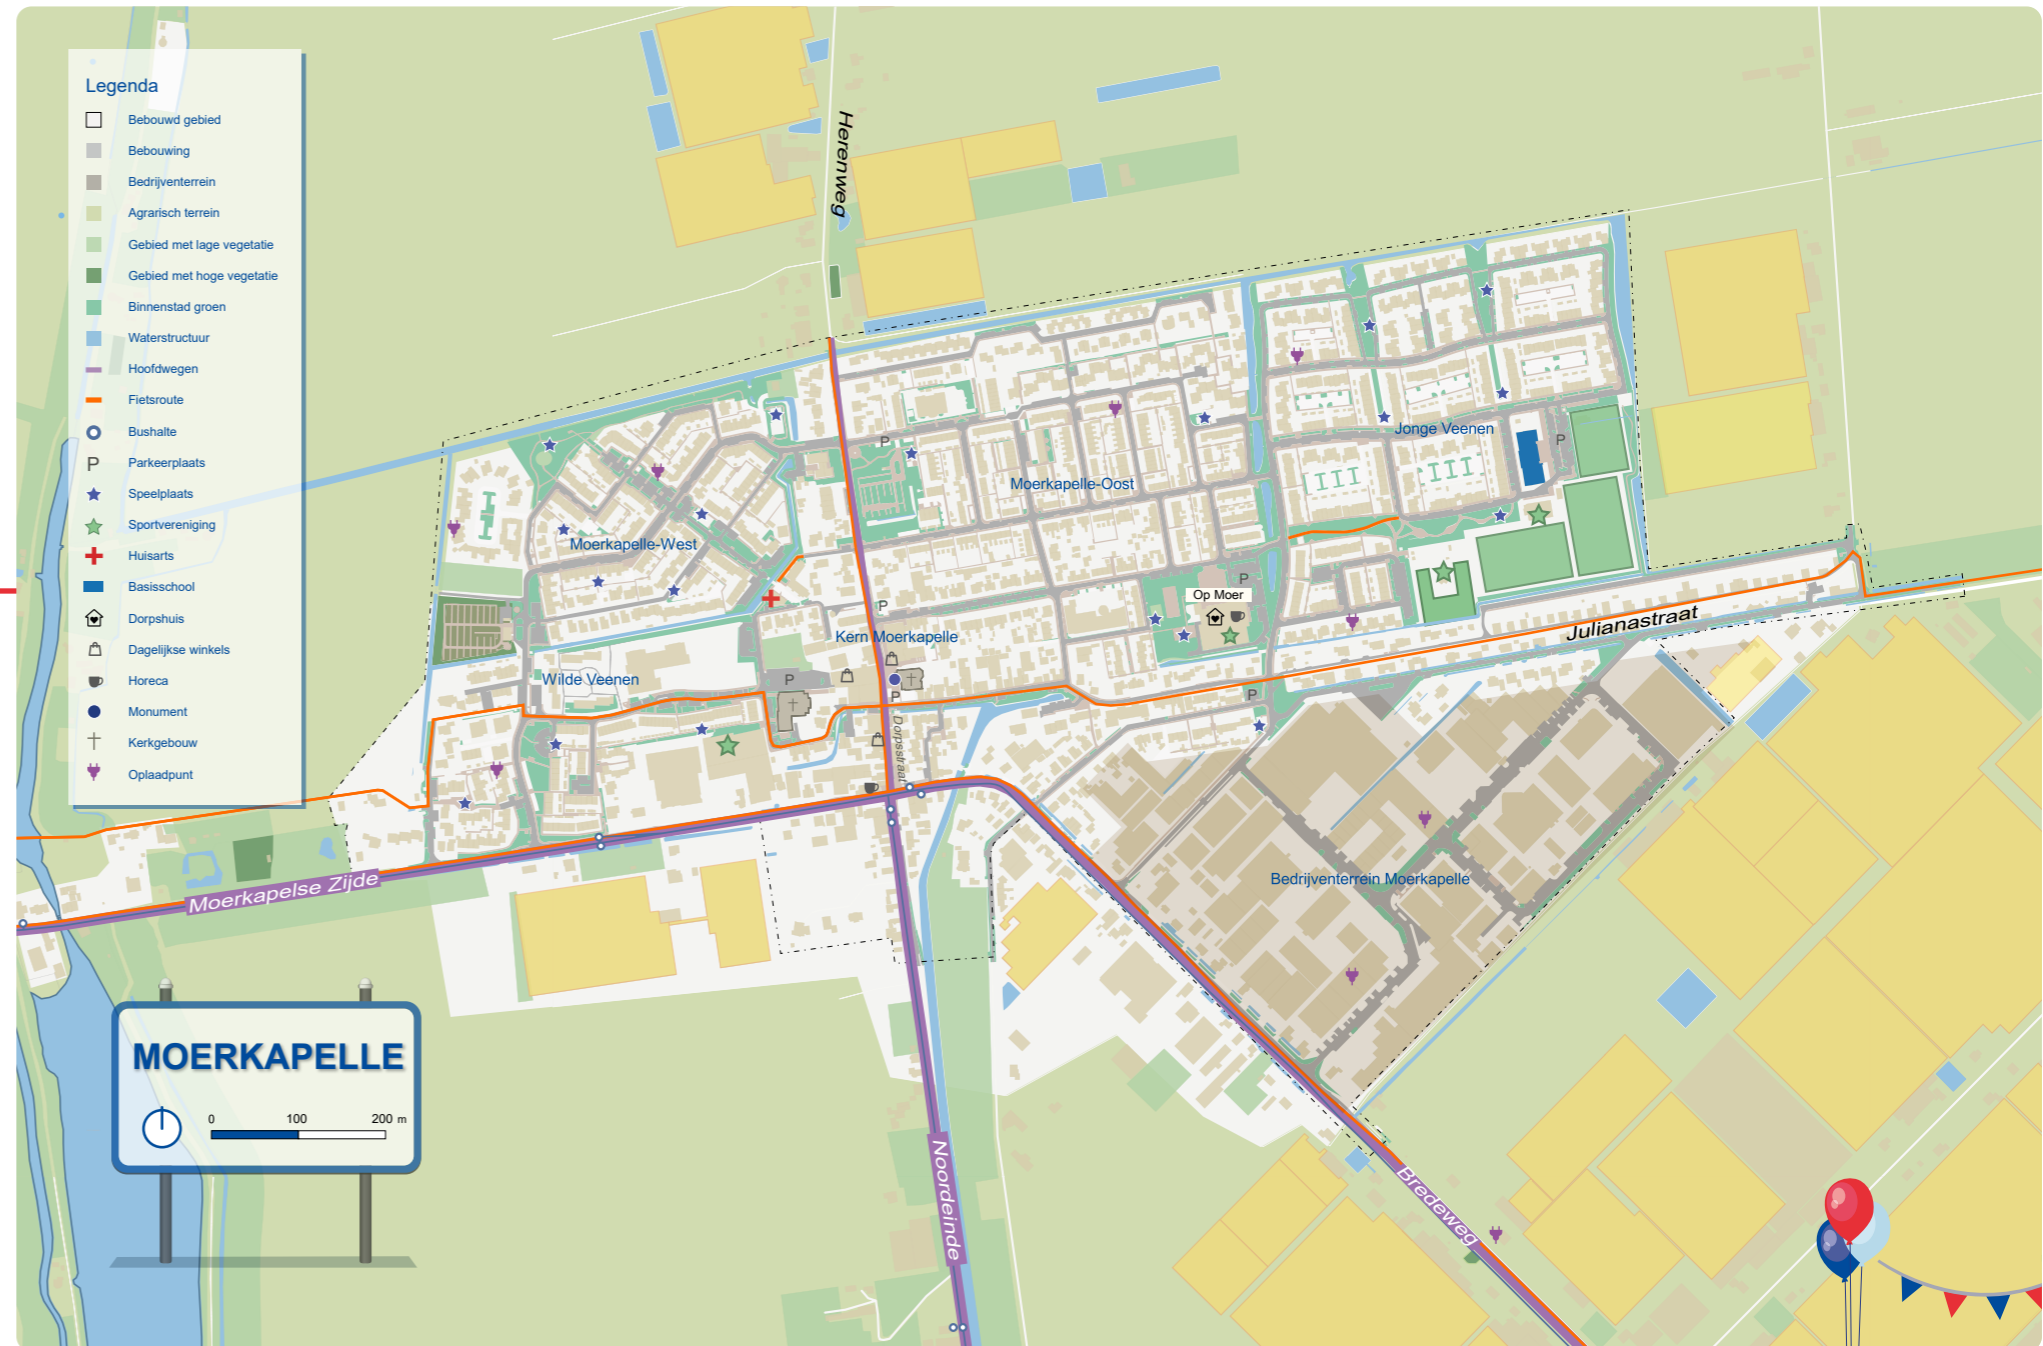 Legenda
Bebouwd gebied
Bebouwing
Bedrijventerrein
Agrarisch terrein
Gebied met lage vegetatie
Gebied met hoge vegetatie
Binnenstad groen
Waterstructuur
Hoofdwegen
Fietsroute
Bushalte
P Parkeerplaats
Speelplaats
Sportvereniging
Huisarts
Basisschool
Dorpshuis
Dagelijkse winkels
Horeca
Monument
Kerkgebouw
Oplaadpunt
Herenweg
Jonge Veenen
P
P
Moerkapelle-Oost
Moerkapelle-West
P
Op Moer
P
Julianastraat
Kern Moerkapelle
Wilde Veenen
P
P
P
Dorpsstraat
Bedrijventerrein Moerkapelle
Moerkapelse Zijde
MOERKAPELLE
0 100 200 m
Noordeinde
Bredeweg